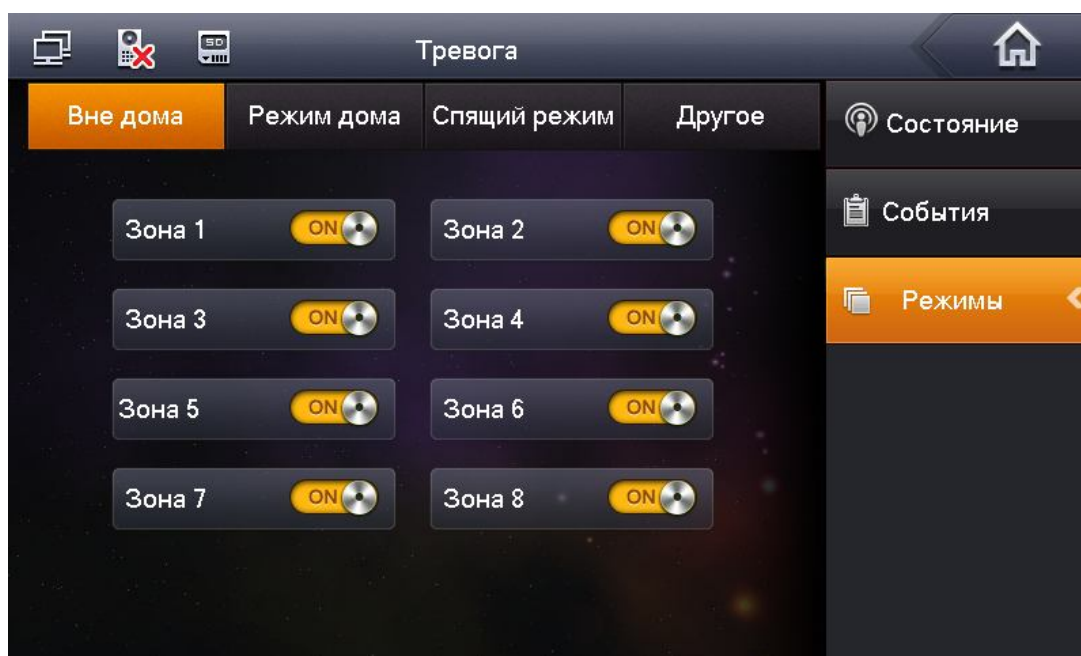 SD
Тревога
Вне дома
Режим дома
Спящий режим
Другое
Состояние
События
Режимы
Зона 1 ON
Зона 2 ON
Зона 3 ON
Зона 4 ON
Зона 5 ON
Зона 6 ON
Зона 7 ON
Зона 8 ON